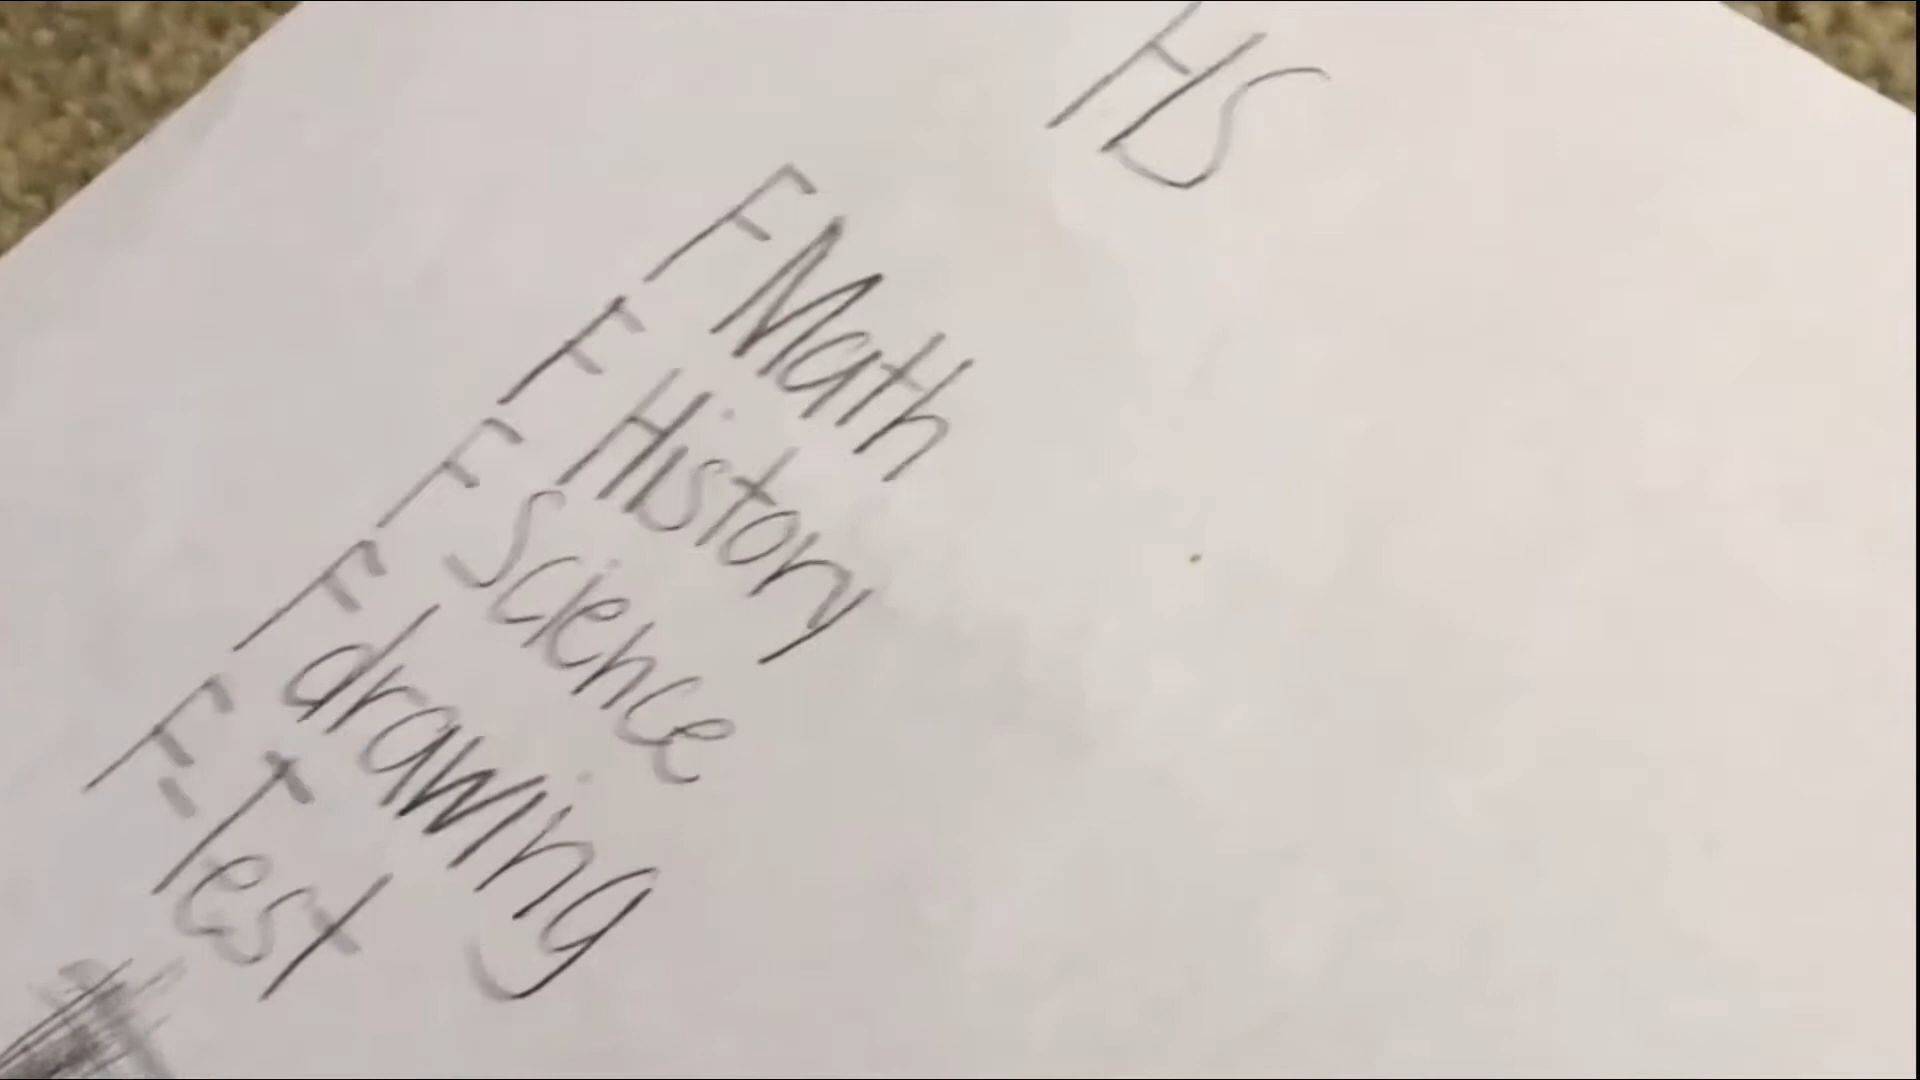 HS
F Math
F History
F Science
F drawing
F- Test